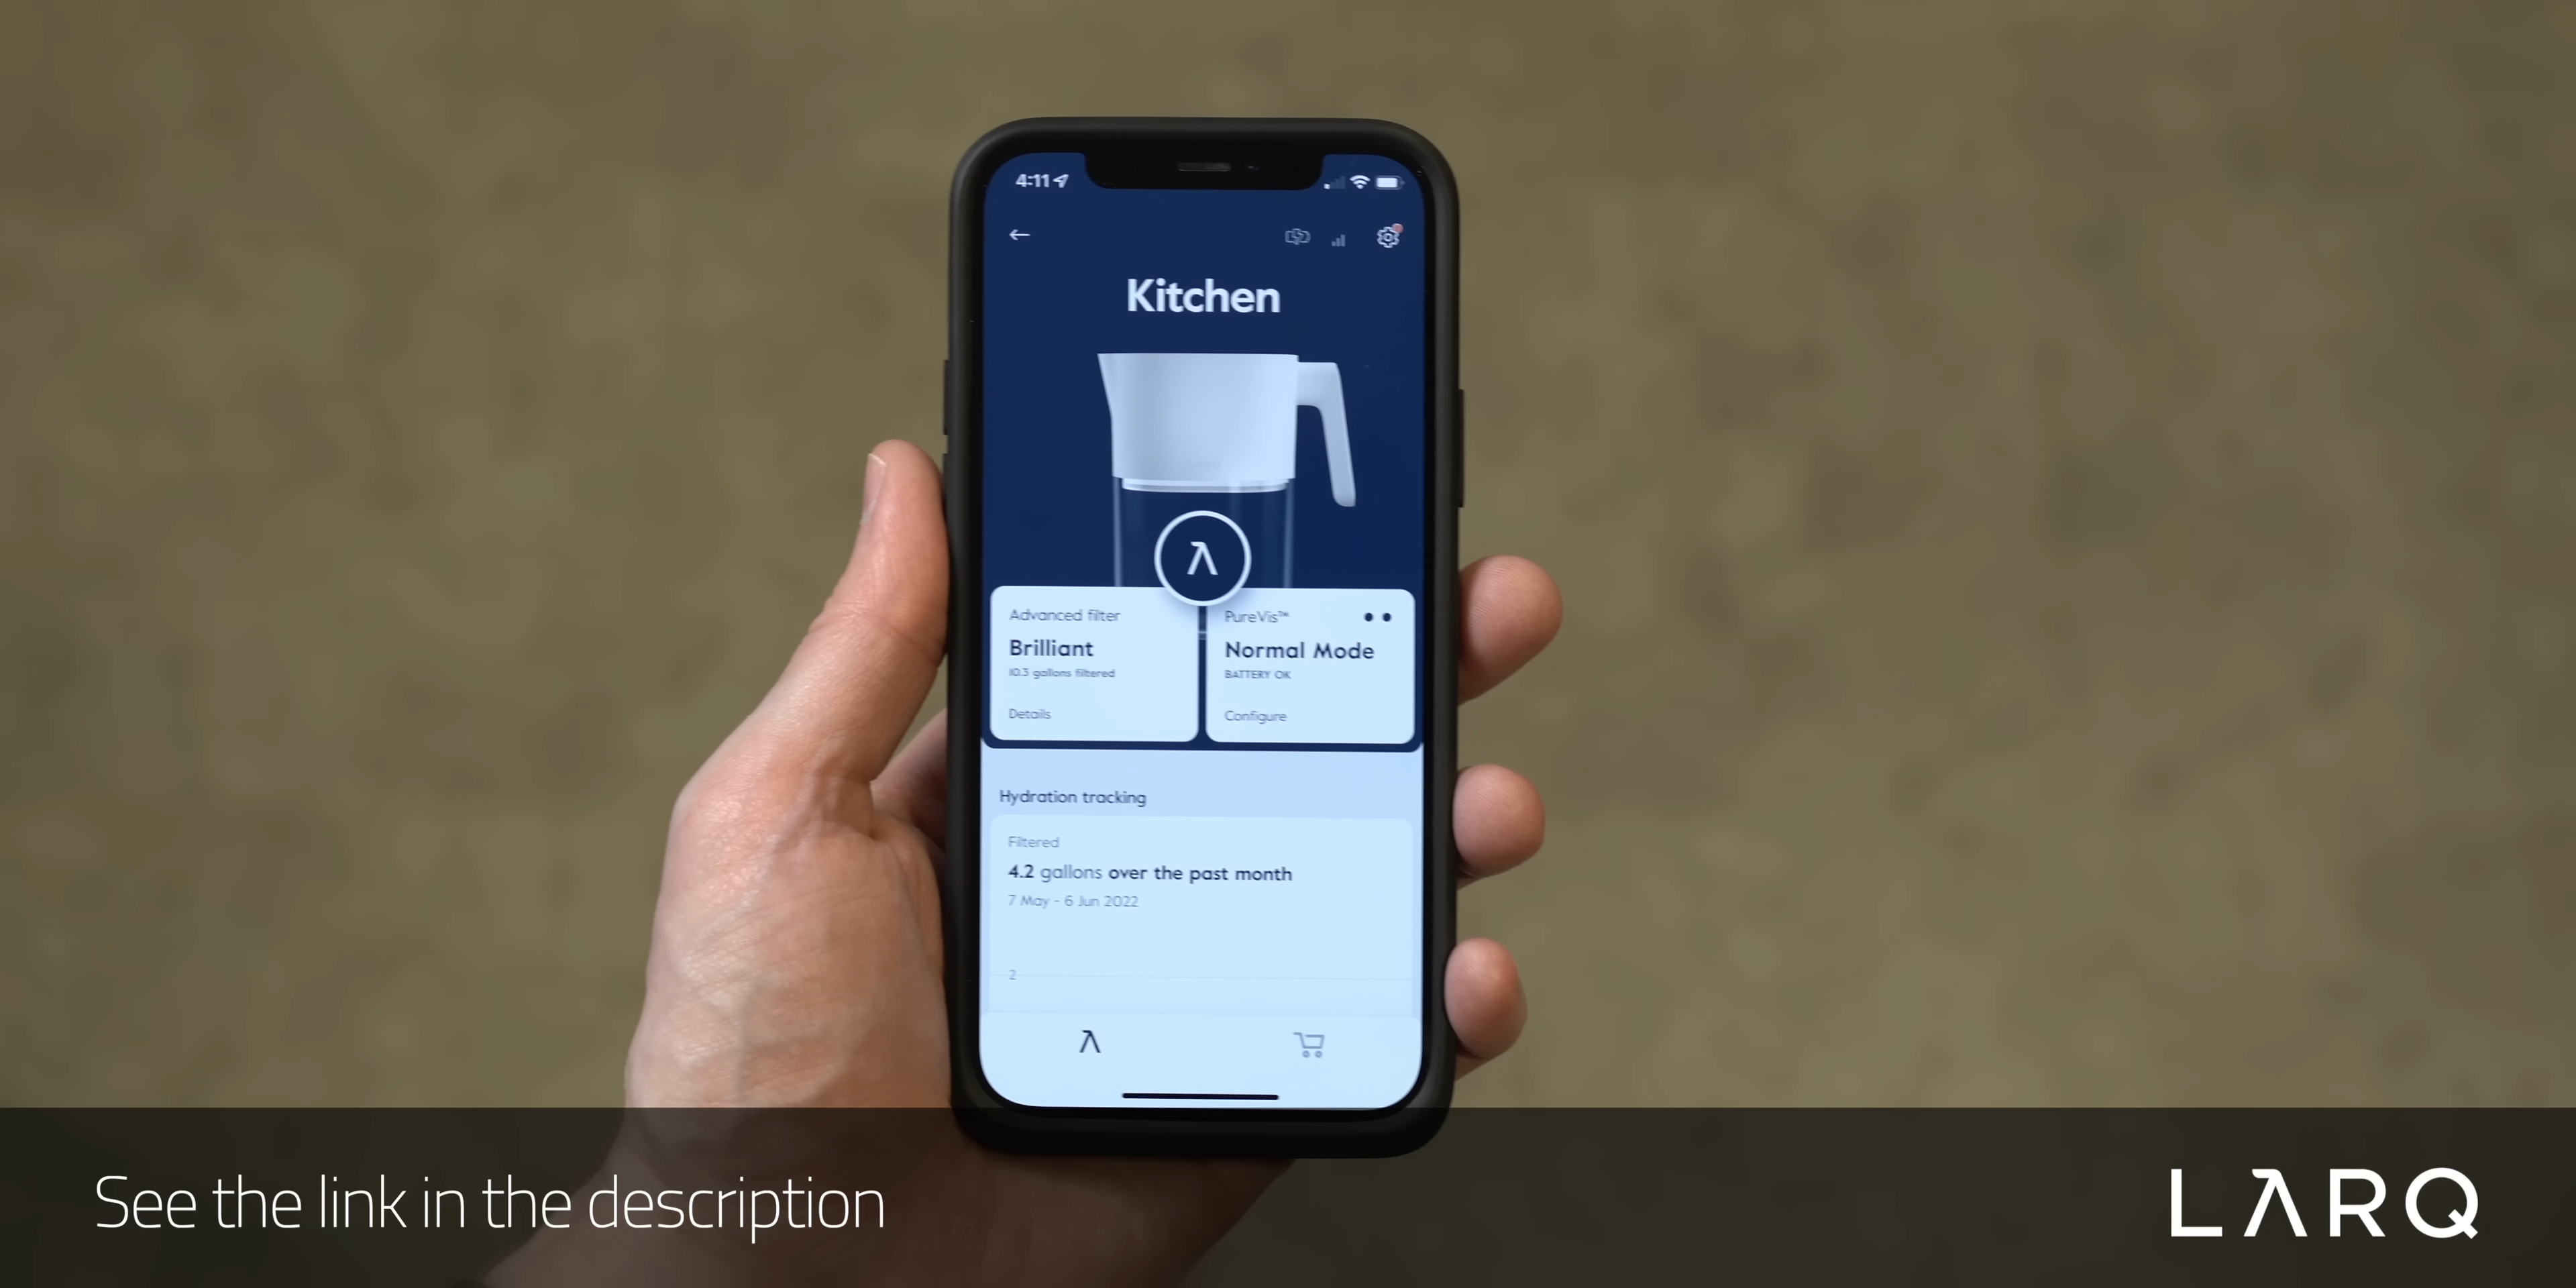 4:11
Kitchen
Advanced filter
Brilliant
10.3 gallons filtered
Details
PureVis™
Normal Mode
BATTERY OK
Configure
Hydration tracking
Filtered
4.2 gallons over the past month
7 May - 6 Jun 2022
2
See the link in the description
LARQ